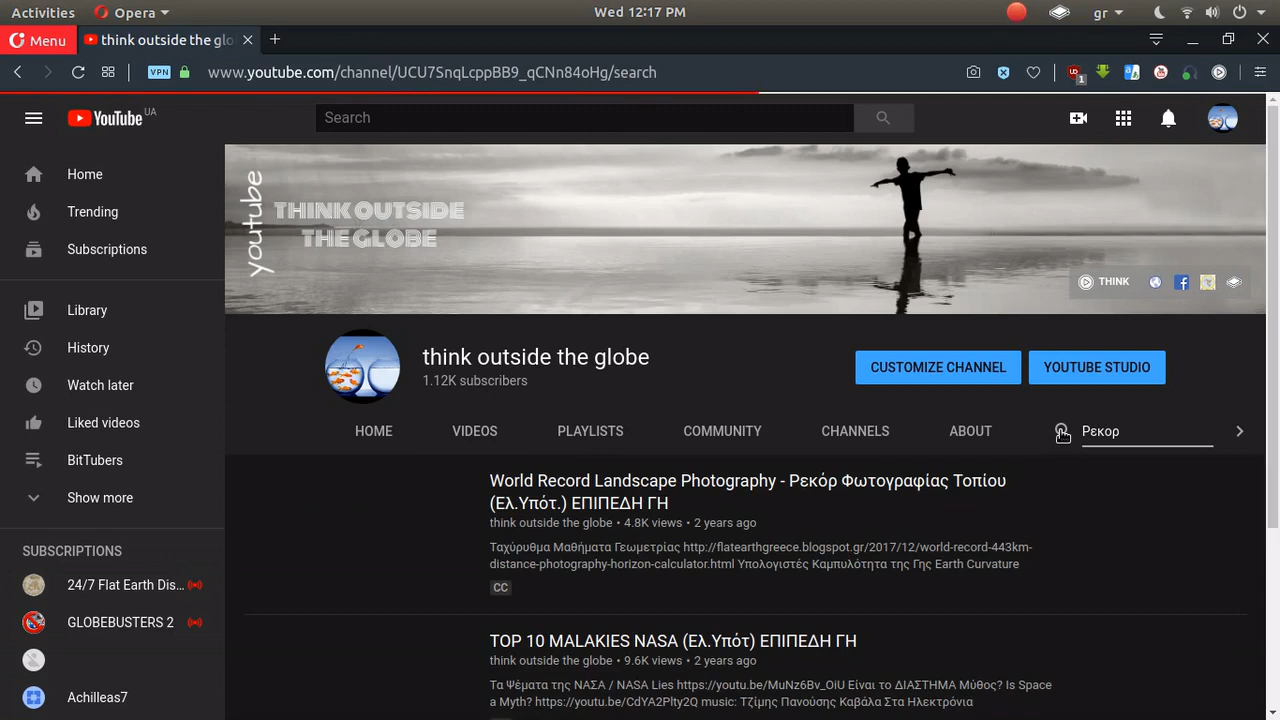 Activities Opera Wed 12:17 PM gr
Menu think outside the glo
VPN www.youtube.com/channel/UCU7SnqLcppBB9_qCNn84oHg/search 1
YouTube UA Search
Home
Trending
Subscriptions
Library
History
Watch later
Liked videos
BitTubers
Show more
SUBSCRIPTIONS
24/7 Flat Earth Dis...
GLOBEBUSTERS 2
Achilleas7
youtube
THINK OUTSIDE
THE GLOBE
THINK
think outside the globe
1.12K subscribers
CUSTOMIZE CHANNEL YOUTUBE STUDIO
HOME VIDEOS PLAYLISTS COMMUNITY CHANNELS ABOUT Ρεκορ
World Record Landscape Photography - Ρεκόρ Φωτογραφίας Τοπίου
(Ελ.Υπότ.) ΕΠΙΠΕΔΗ ΓΗ
think outside the globe • 4.8K views • 2 years ago
Ταχύρυθμα Μαθήματα Γεωμετρίας http://flatearthgreece.blogspot.gr/2017/12/world-record-443km-
distance-photography-horizon-calculator.html Υπολογιστές Καμπυλότητα της Γης Earth Curvature
CC
TOP 10 MALAKIES NASA (Ελ.Υπότ) ΕΠΙΠΕΔΗ ΓΗ
think outside the globe • 9.6K views • 2 years ago
Τα Ψέματα της ΝΑΣΑ / NASA Lies https://youtu.be/MuNz6Bv_OiU Είναι το ΔΙΑΣΤΗΜΑ Μύθος? Is Space
a Myth? https://youtu.be/CdYA2Plty2Q music: Τζίμης Πανούσης Καβάλα Στα Ηλεκτρόνια